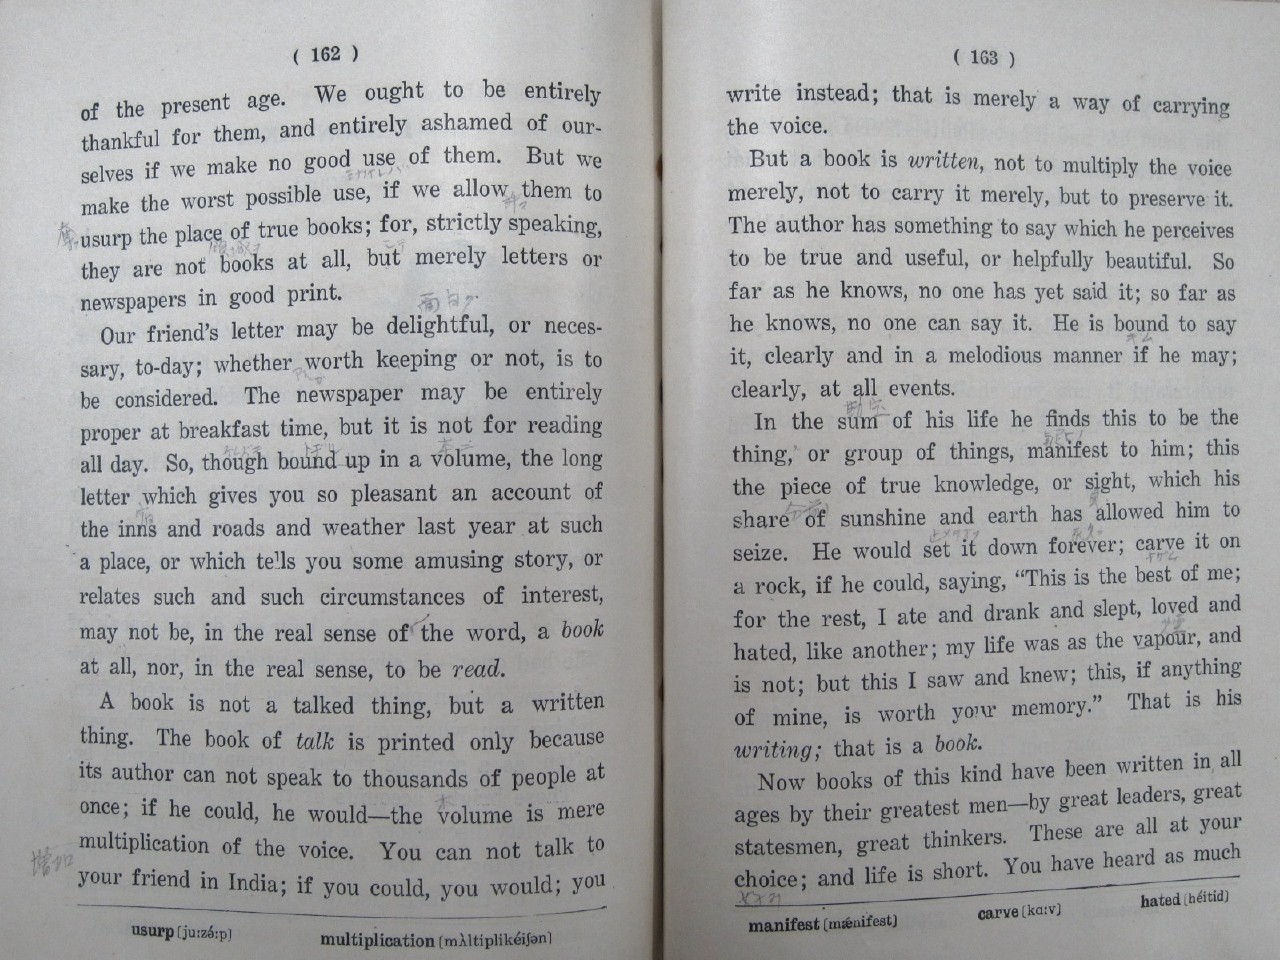 ( 162 )
of the present age. We ought to be entirely
thankful for them, and entirely ashamed of our-
selves if we make no good use of them. But we
make the worst possible use, if we allow them to
usurp the place of true books; for, strictly speaking,
they are not books at all, but merely letters or
newspapers in good print.
面白
Our friend's letter may be delightful, or neces-
sary, to-day; whether worth keeping or not, is to
be considered. The newspaper may be entirely
proper at breakfast time, but it is not for reading
all day. So, though bound up in a volume, the long
letter which gives you so pleasant an account of
the inns and roads and weather last year at such
a place, or which tells you some amusing story, or
relates such and such circumstances of interest,
may not be, in the real sense of the word, a book
at all, nor, in the real sense, to be read.
A book is not a talked thing, but a written
thing. The book of talk is printed only because
its author can not speak to thousands of people at
once; if he could, he would—the volume is mere
本
multiplication of the voice. You can not talk to
増加
your friend in India; if you could, you would; you
usurp [ju:zə́:p]
multiplication [mʌ̀ltiplikéiʃən]
( 163 )
write instead; that is merely a way of carrying
the voice.
But a book is written, not to multiply the voice
merely, not to carry it merely, but to preserve it.
The author has something to say which he perceives
to be true and useful, or helpfully beautiful. So
far as he knows, no one has yet said it; so far as
he knows, no one can say it. He is bound to say
it, clearly and in a melodious manner if he may;
clearly, at all events.
In the sum of his life he finds this to be the
thing, or group of things, manifest to him; this
the piece of true knowledge, or sight, which his
share of sunshine and earth has allowed him to
seize. He would set it down forever; carve it on
a rock, if he could, saying, "This is the best of me;
for the rest, I ate and drank and slept, loved and
hated, like another; my life was as the vapour, and
is not; but this I saw and knew; this, if anything
of mine, is worth your memory." That is his
writing; that is a book.
Now books of this kind have been written in all
ages by their greatest men—by great leaders, great
statesmen, great thinkers. These are all at your
choice; and life is short. You have heard as much
manifest [mǽnifest]
carve [kɑ:v]
hated [héitid]